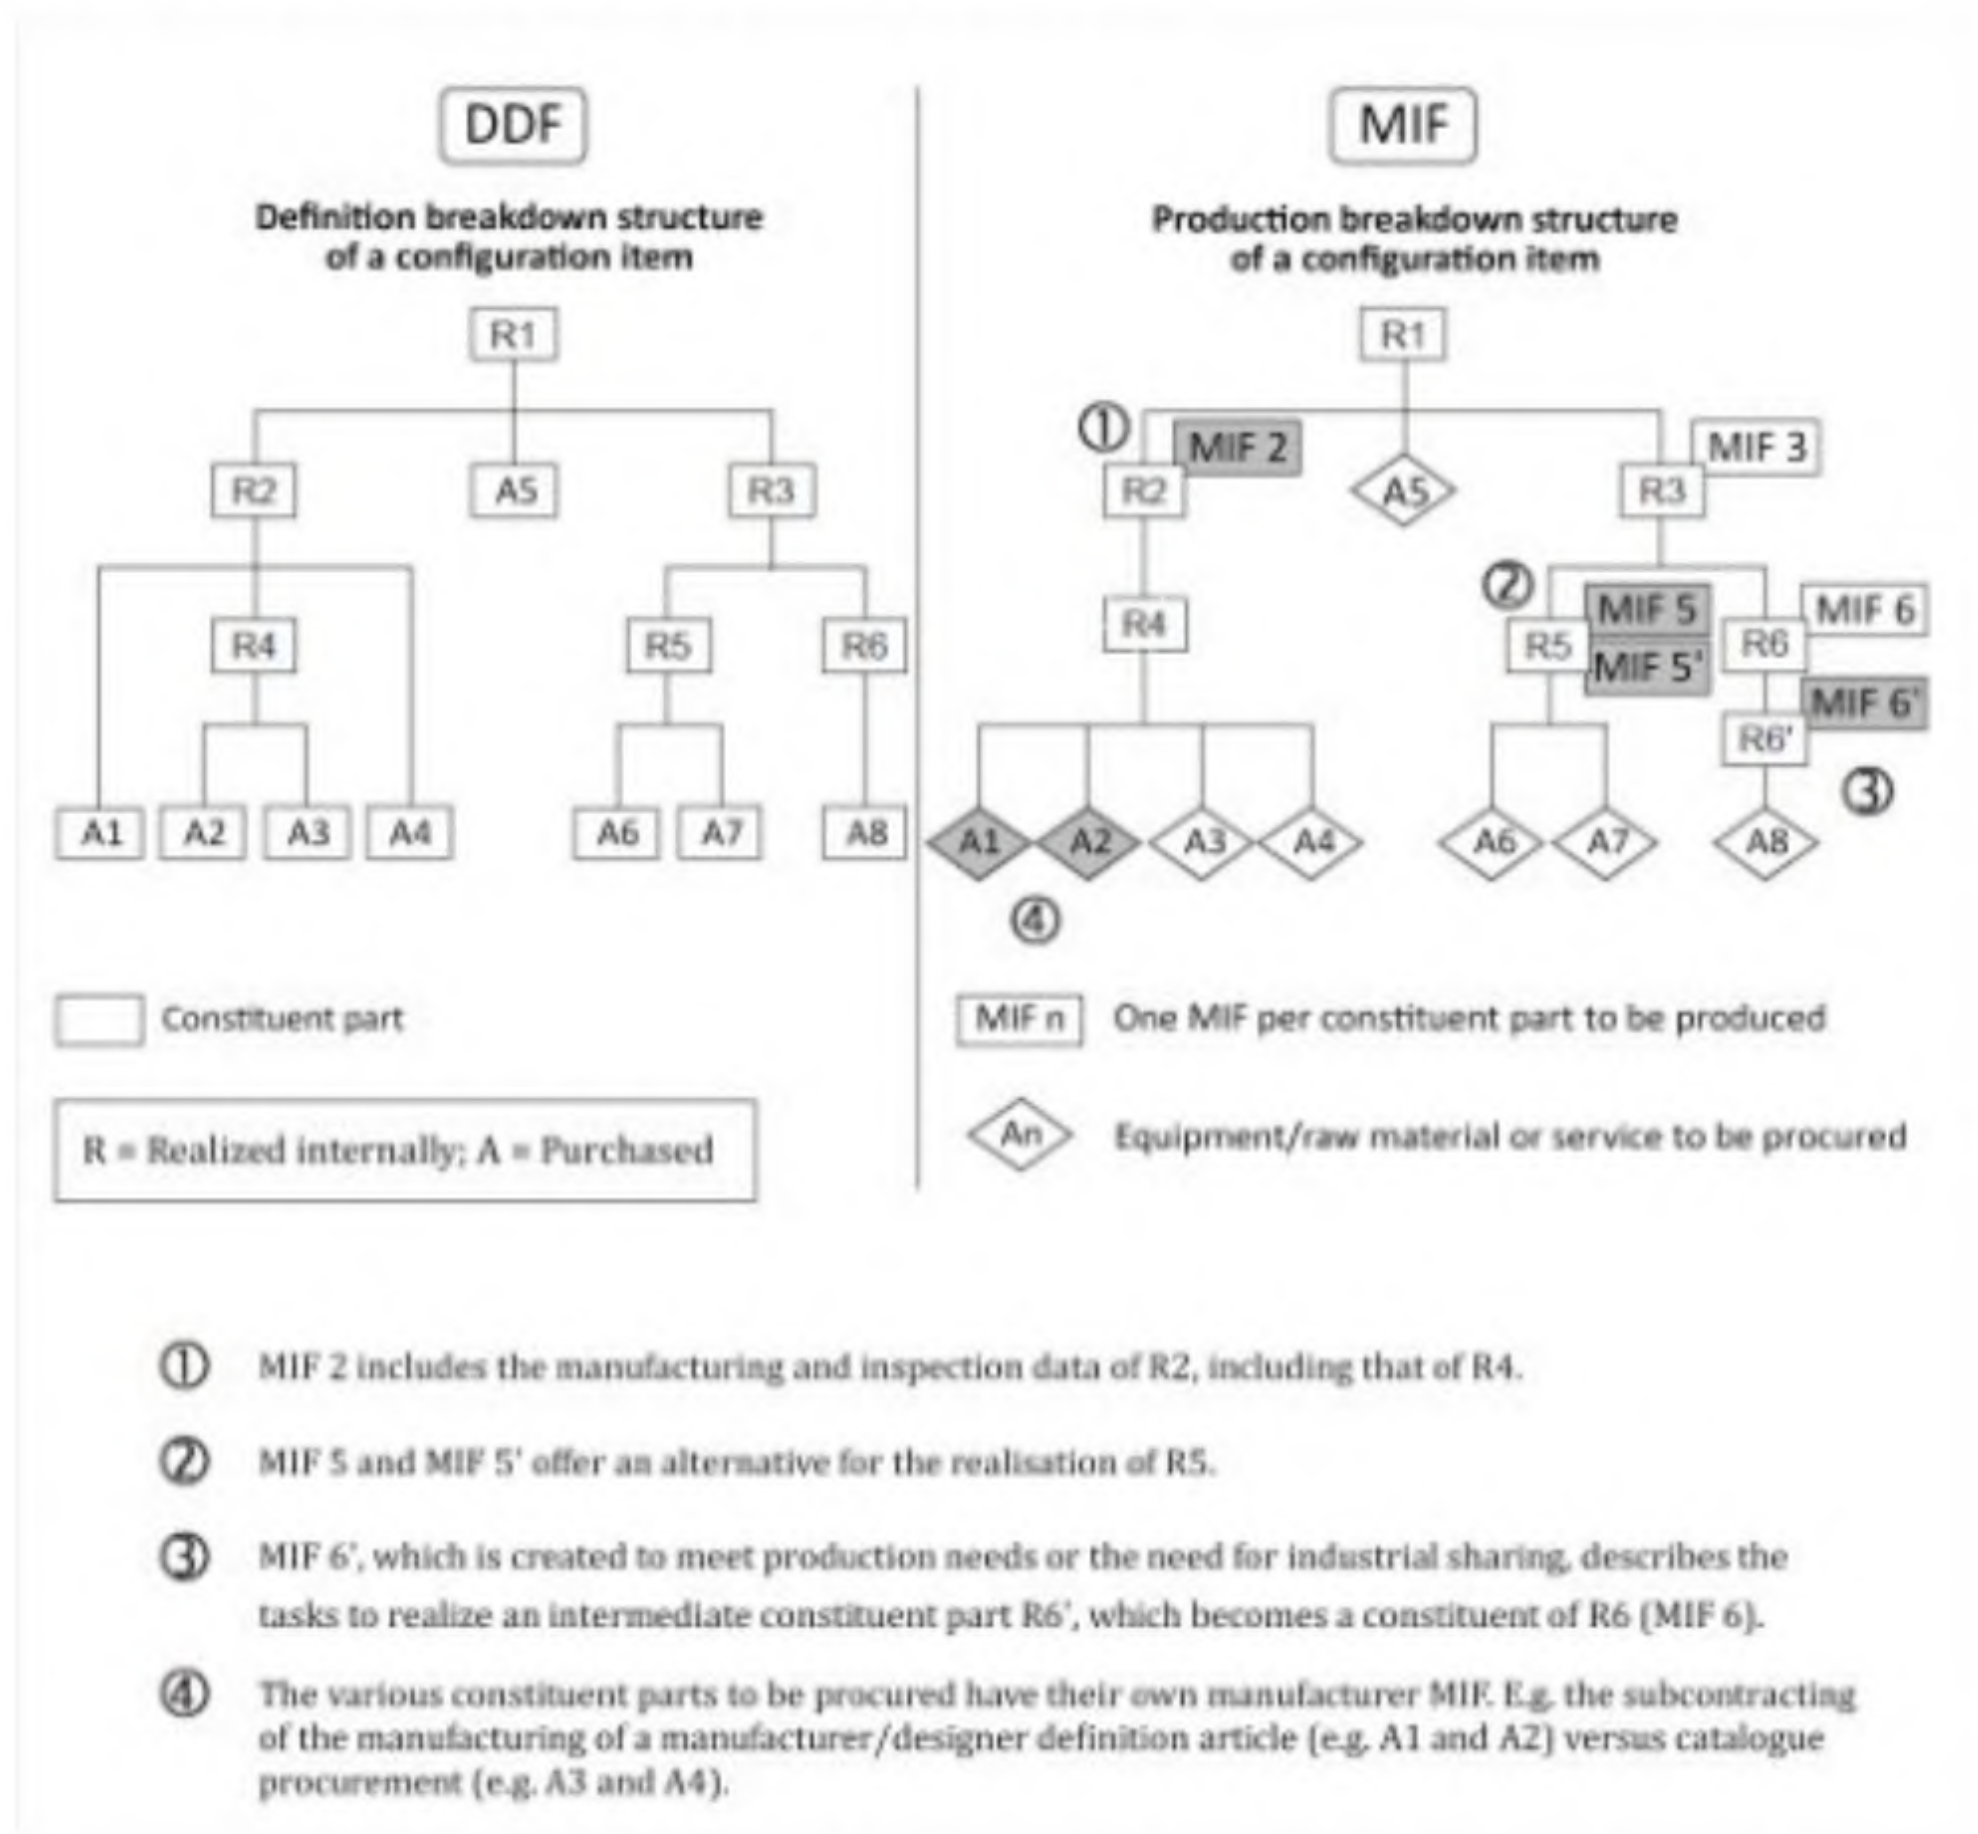 DDF
Definition breakdown structure
of a configuration item
R1
R2
A5
R3
R4
R5
R6
A1
A2
A3
A4
A6
A7
A8
Constituent part
R = Realized internally; A = Purchased
MIF
Production breakdown structure
of a configuration item
R1
①
MIF 2
MIF 3
R2
A5
R3
②
MIF 5
MIF 6
R4
R5
R6
MIF 5'
MIF 6'
R6'
③
A1
A2
A3
A4
A6
A7
A8
④
MIF n One MIF per constituent part to be produced
An Equipment/raw material or service to be procured
① MIF 2 includes the manufacturing and inspection data of R2, including that of R4.
② MIF 5 and MIF 5' offer an alternative for the realisation of R5.
③ MIF 6', which is created to meet production needs or the need for industrial sharing, describes the
tasks to realize an intermediate constituent part R6', which becomes a constituent of R6 (MIF 6).
④ The various constituent parts to be procured have their own manufacturer MIF. E.g. the subcontracting
of the manufacturing of a manufacturer/designer definition article (e.g. A1 and A2) versus catalogue
procurement (e.g. A3 and A4).